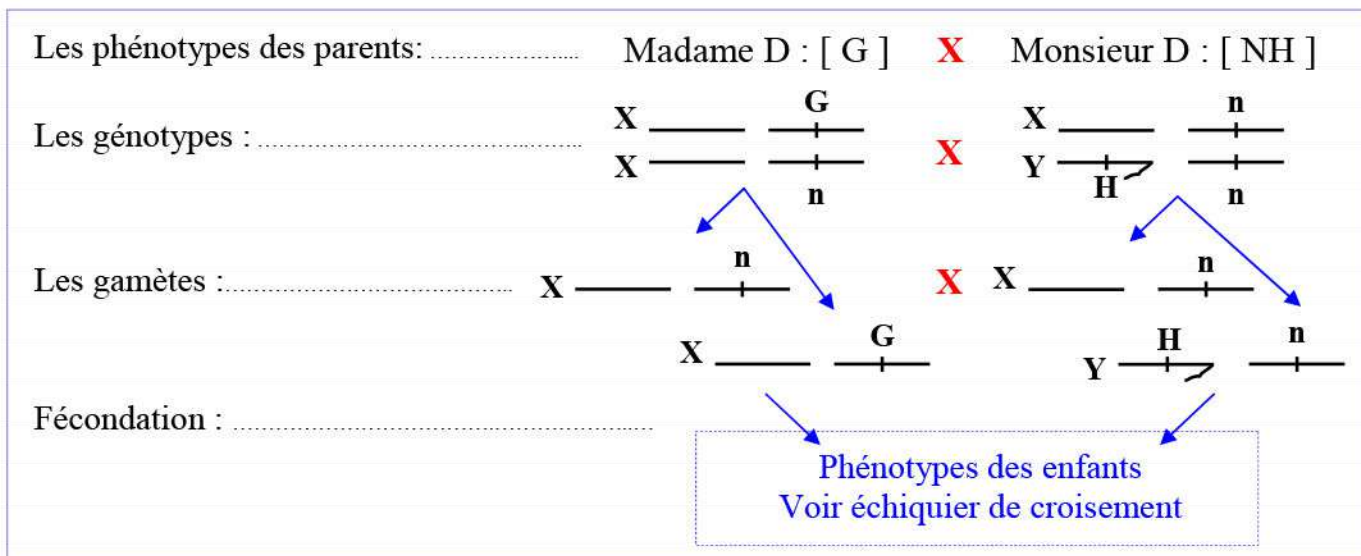 Les phénotypes des parents: ..................... Madame D : [ G ] X Monsieur D : [ NH ]
G n
X X
Les génotypes : ............................................. X
X Y
n H n
n n
Les gamètes :........................................ X X X
G H n
X Y
Fécondation : ..........................................................
Phénotypes des enfants
Voir échiquier de croisement